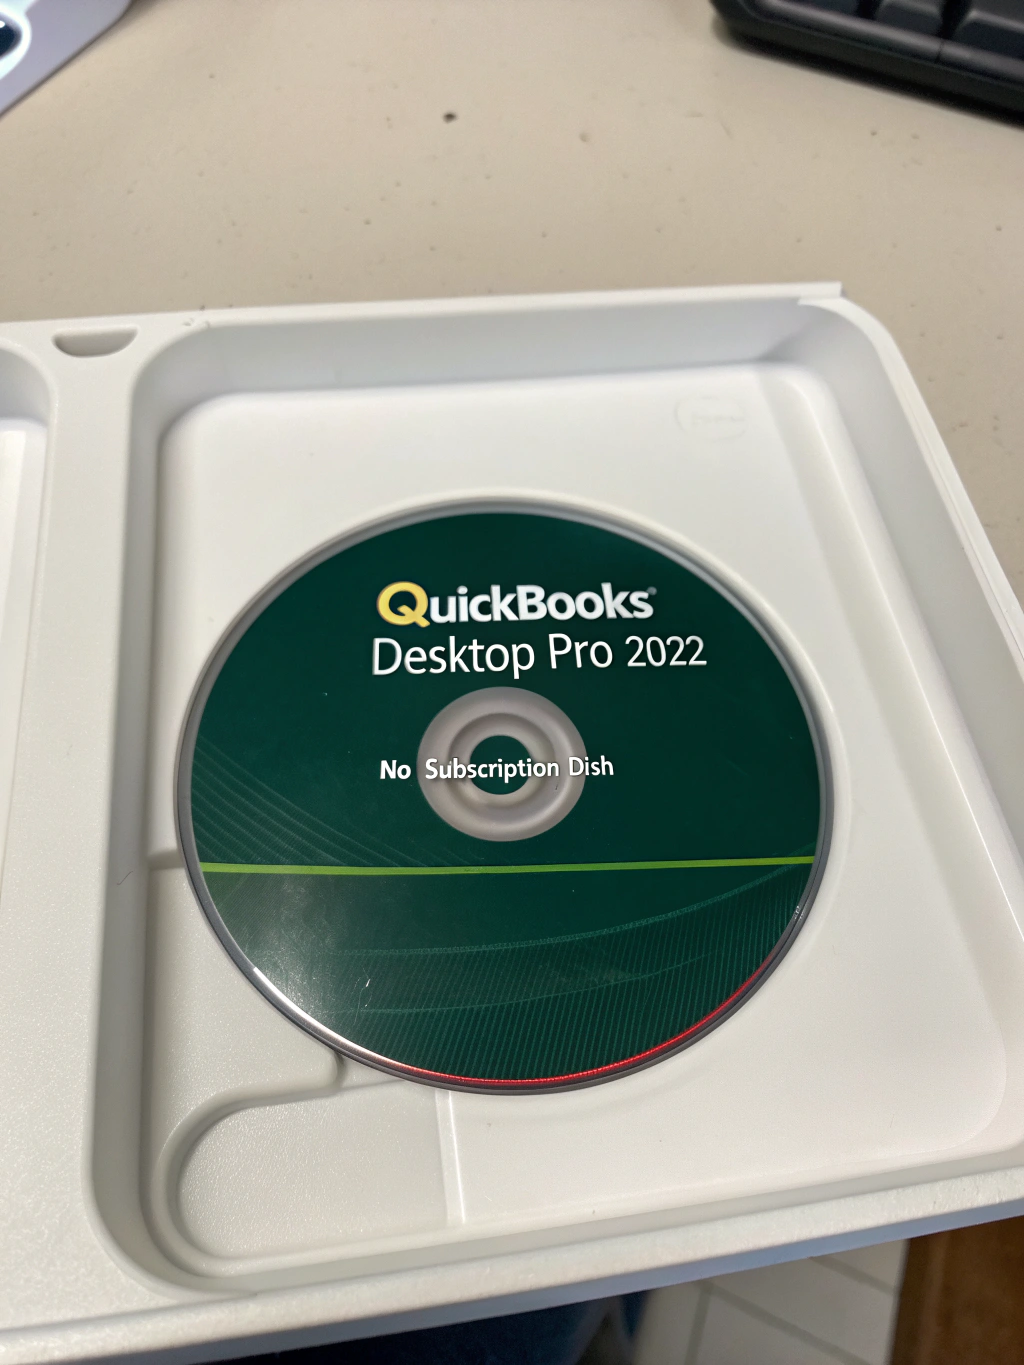 QuickBooks
Desktop Pro 2022
No Subscription Dish